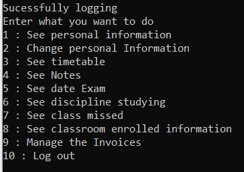 Sucessfully logging
Enter what you want to do
1 : See personal information
2 : Change personal Information
3 : See timetable
4 : See Notes
5 : See date Exam
6 : See discipline studying
7 : See class missed
8 : See classroom enrolled information
9 : Manage the Invoices
10 : Log out